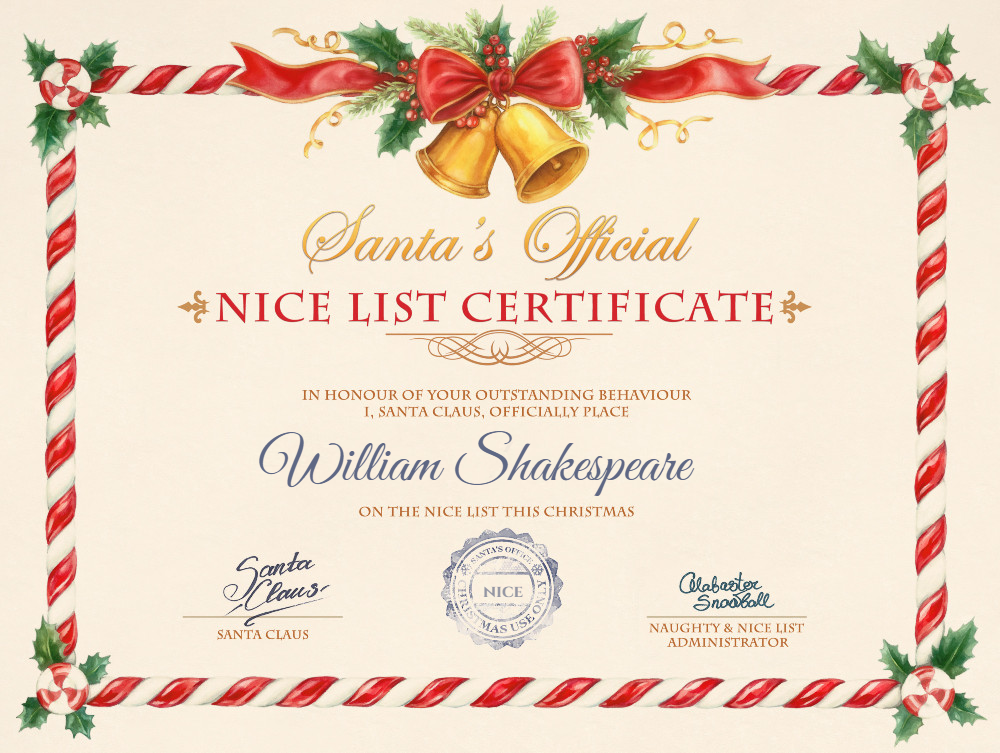 Santa's Official
NICE LIST CERTIFICATE
IN HONOUR OF YOUR OUTSTANDING BEHAVIOUR
I, SANTA CLAUS, OFFICIALLY PLACE
William Shakespeare
ON THE NICE LIST THIS CHRISTMAS
Santa
Claus
SANTA CLAUS
SANTA'S OFFICE
NICE
CHRISTMAS USE ONLY
Alabaster
Snowball
NAUGHTY & NICE LIST
ADMINISTRATOR